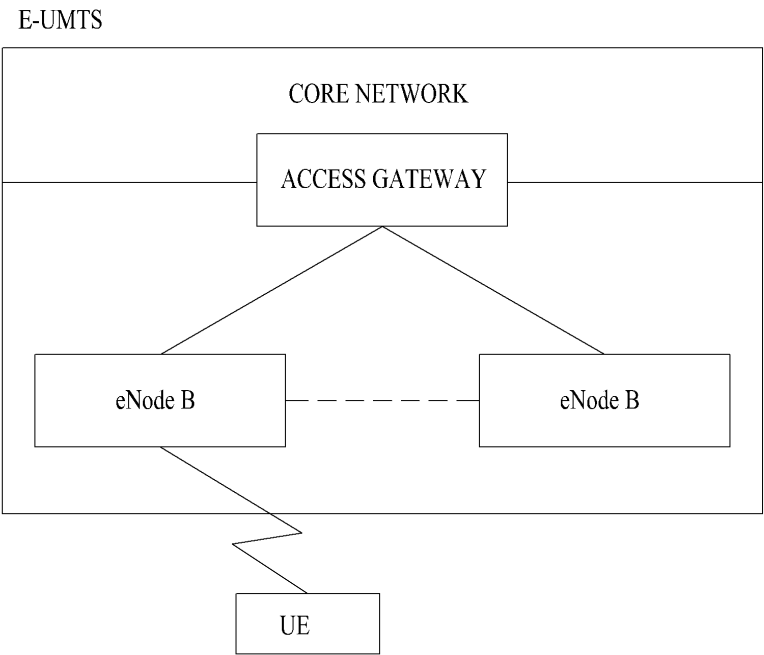 E-UMTS
CORE NETWORK
ACCESS GATEWAY
eNode B
eNode B
UE